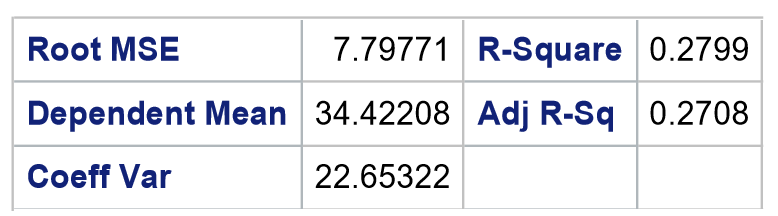 Root MSE 7.79771 R-Square 0.2799
Dependent Mean 34.42208 Adj R-Sq 0.2708
Coeff Var 22.65322